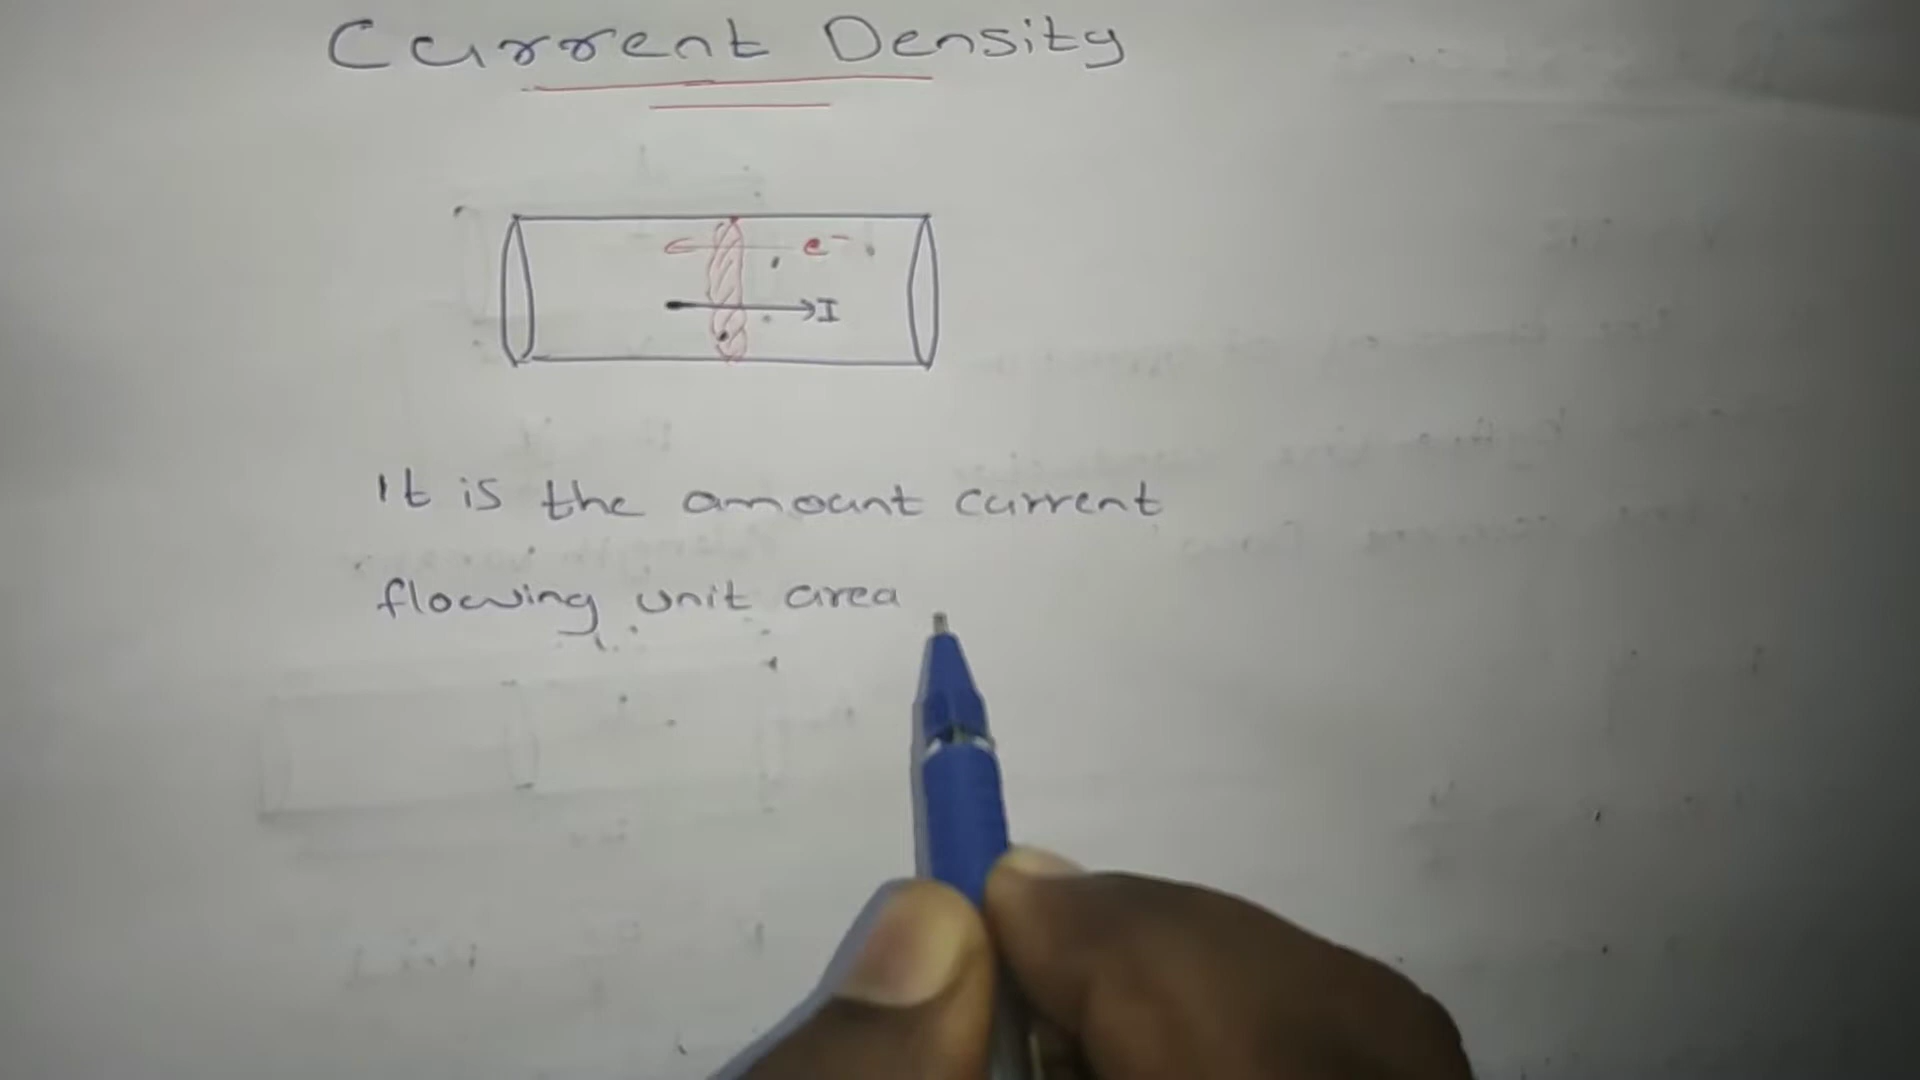 Current Density
e⁻
I
It is the amount current
flowing unit area